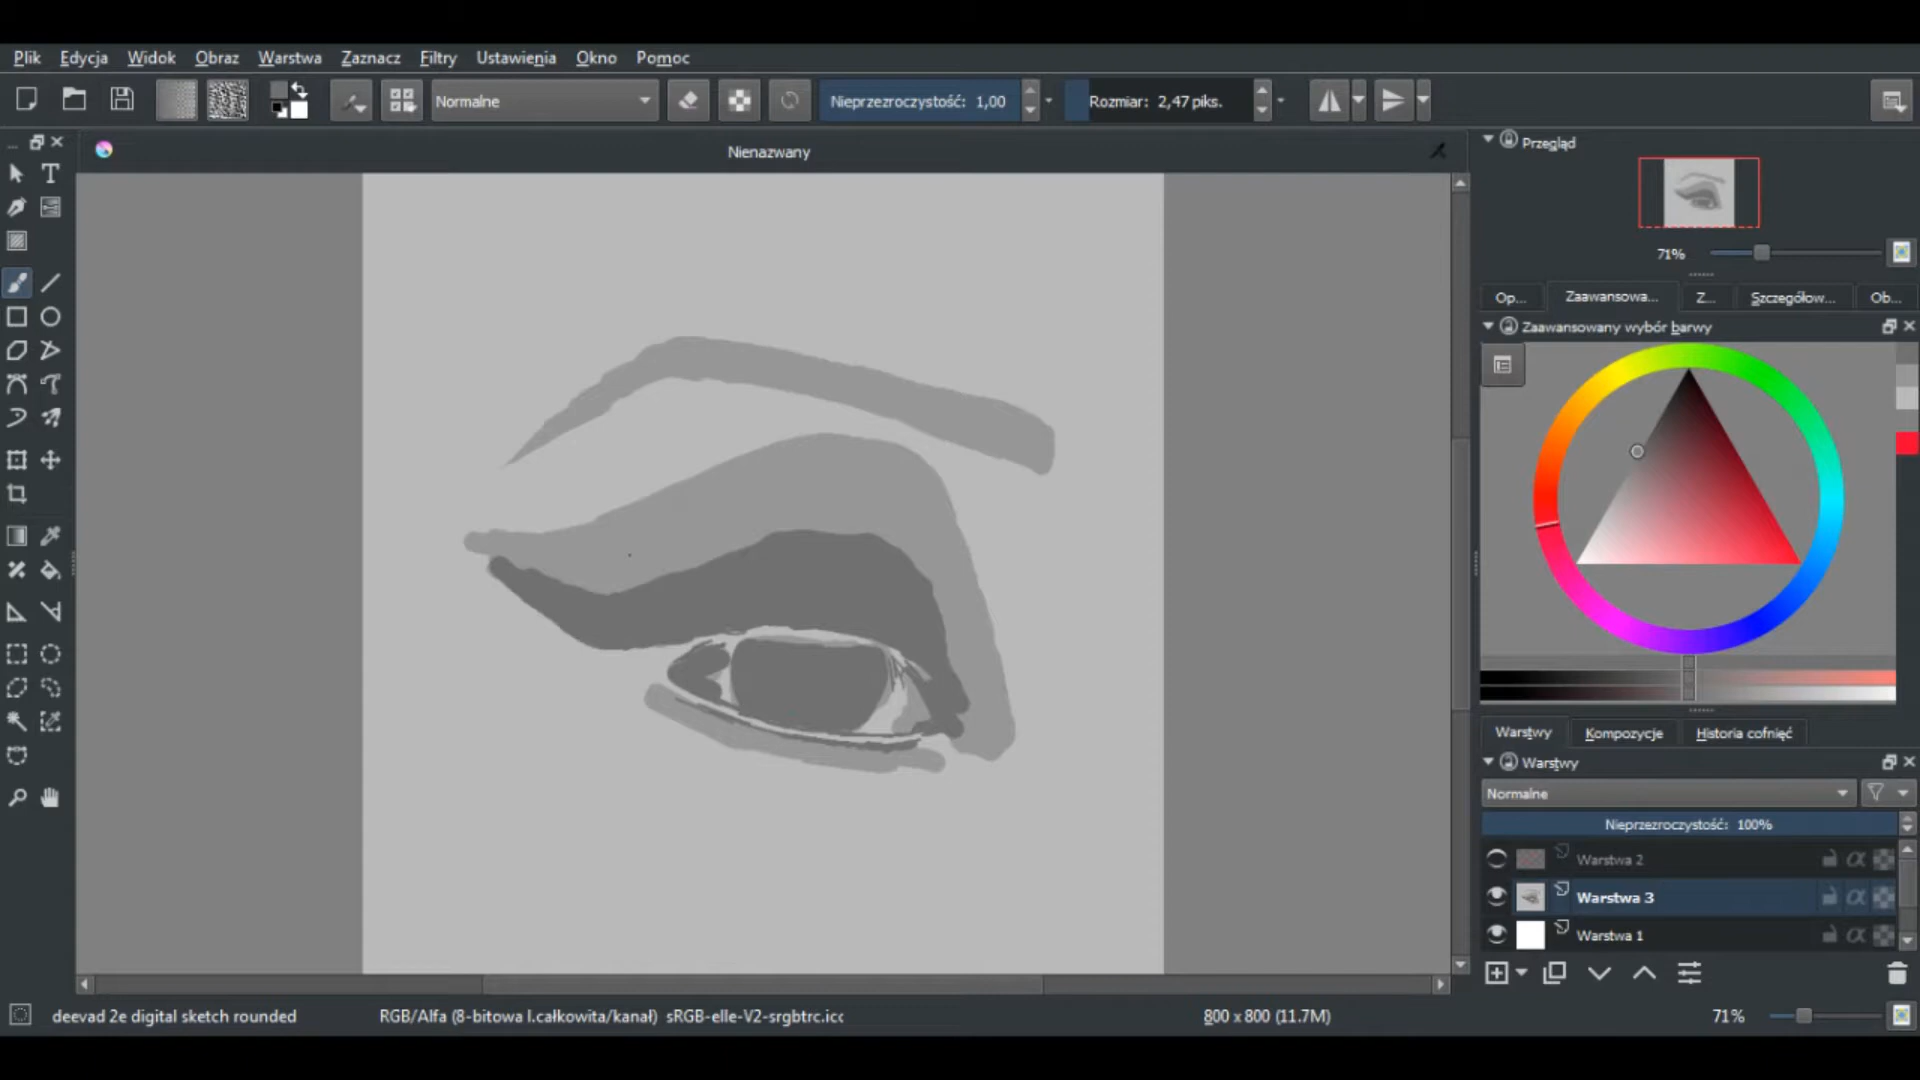 Plik Edycja Widok Obraz Warstwa Zaznacz Filtry Ustawienia Okno Pomoc
Normalne Nieprzezroczystość: 1,00 Rozmiar: 2,47 piks.
Nienazwany
Przegląd
71%
Op... Zaawansowa... Z... Szczegółow... Ob...
Zaawansowany wybór barwy
Warstwy Kompozycje Historia cofnięć
Warstwy
Normalne
Nieprzezroczystość: 100%
Warstwa 2
Warstwa 3
Warstwa 1
deevad 2e digital sketch rounded RGB/Alfa (8-bitowa l.całkowita/kanał) sRGB-elle-V2-srgbtrc.icc 800 x 800 (11.7M) 71%